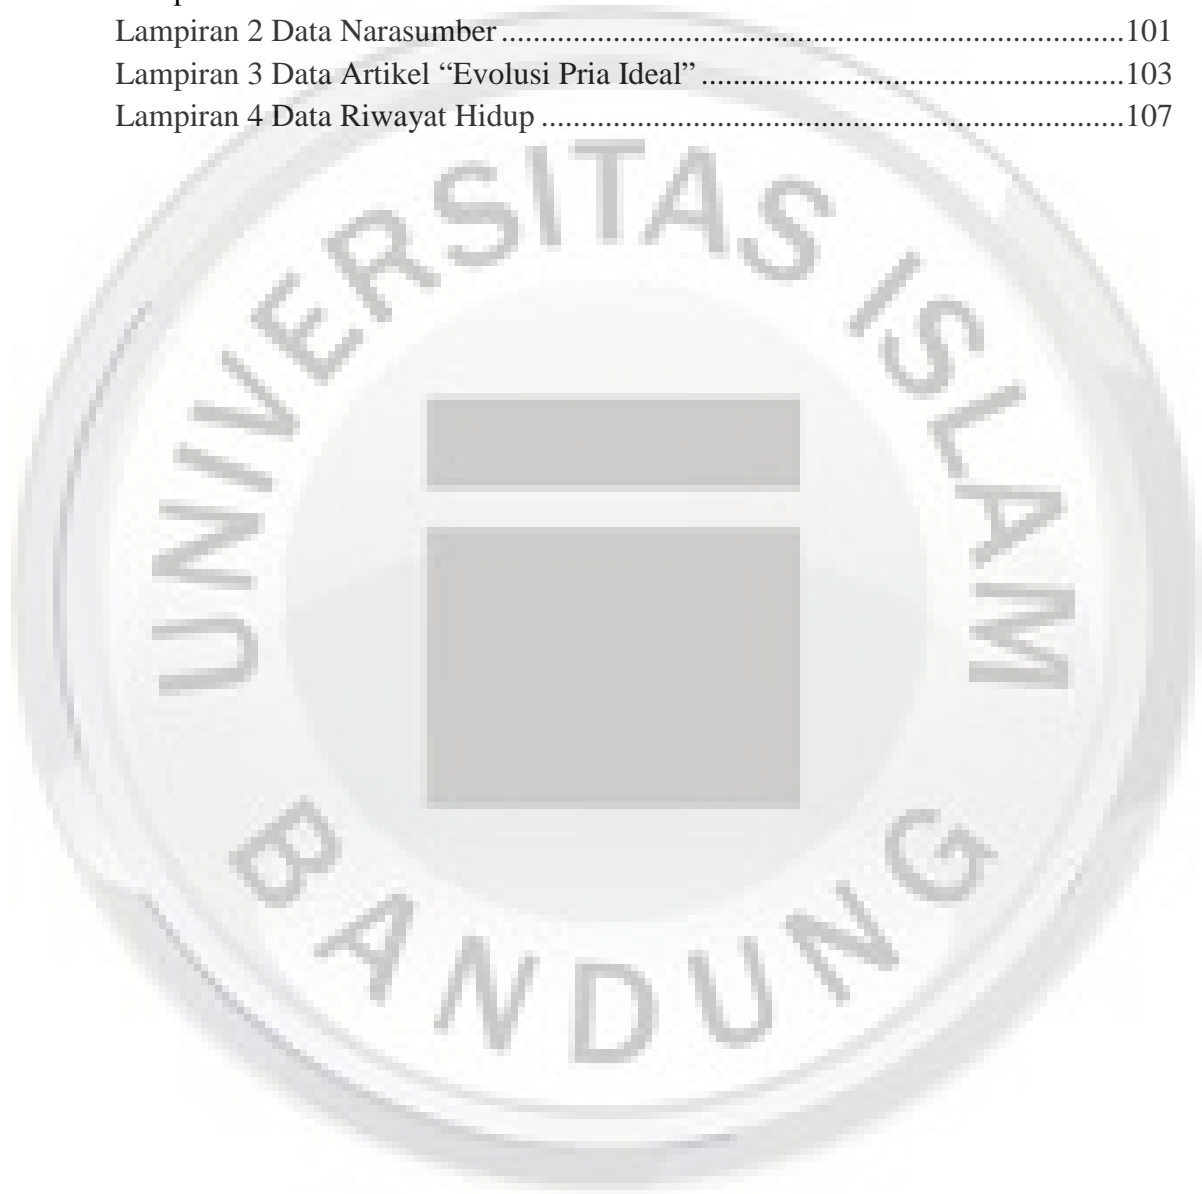 Lampiran 2 Data Narasumber..............................................................................101
Lampiran 3 Data Artikel “Evolusi Pria Ideal”.....................................................103
Lampiran 4 Data Riwayat Hidup.........................................................................107
UNIVERSITAS ISLAM
BANDUNG